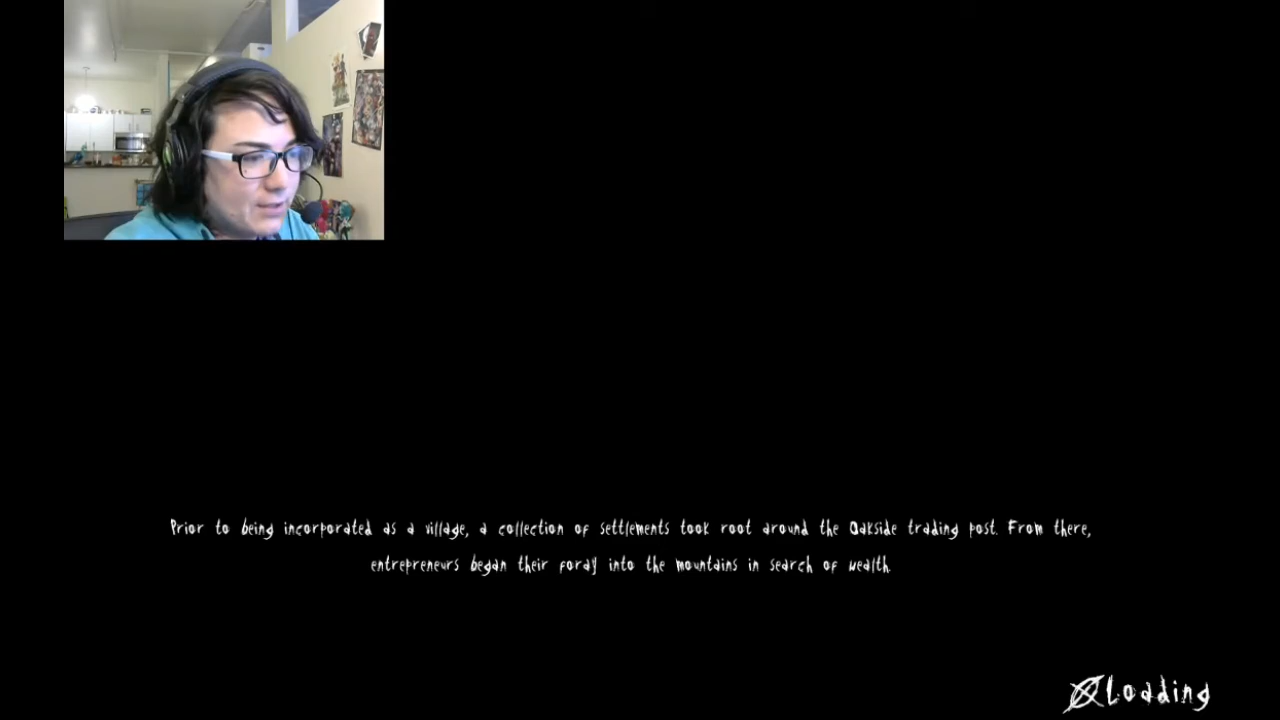 Prior to being incorporated as a village, a collection of settlements took root around the Oakside trading post. From there,
entrepreneurs began their foray into the mountains in search of wealth.
Loading